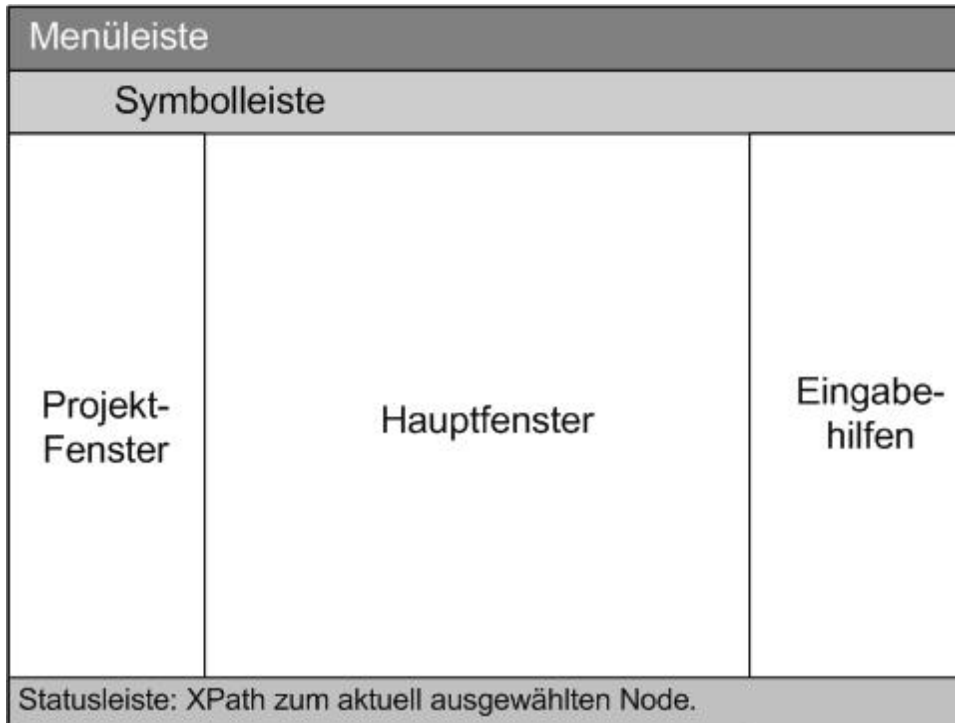 Menüleiste
Symbolleiste
Projekt-
Fenster
Hauptfenster
Eingabe-
hilfen
Statusleiste: XPath zum aktuell ausgewählten Node.